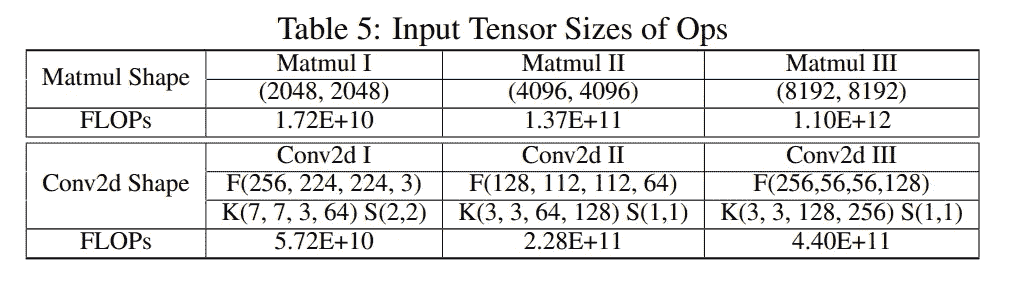 Table 5: Input Tensor Sizes of Ops
Matmul Shape Matmul I Matmul II Matmul III
(2048, 2048) (4096, 4096) (8192, 8192)
FLOPs 1.72E+10 1.37E+11 1.10E+12
Conv2d Shape Conv2d I Conv2d II Conv2d III
F(256, 224, 224, 3) F(128, 112, 112, 64) F(256,56,56,128)
K(7, 7, 3, 64) S(2,2) K(3, 3, 64, 128) S(1,1) K(3, 3, 128, 256) S(1,1)
FLOPs 5.72E+10 2.28E+11 4.40E+11